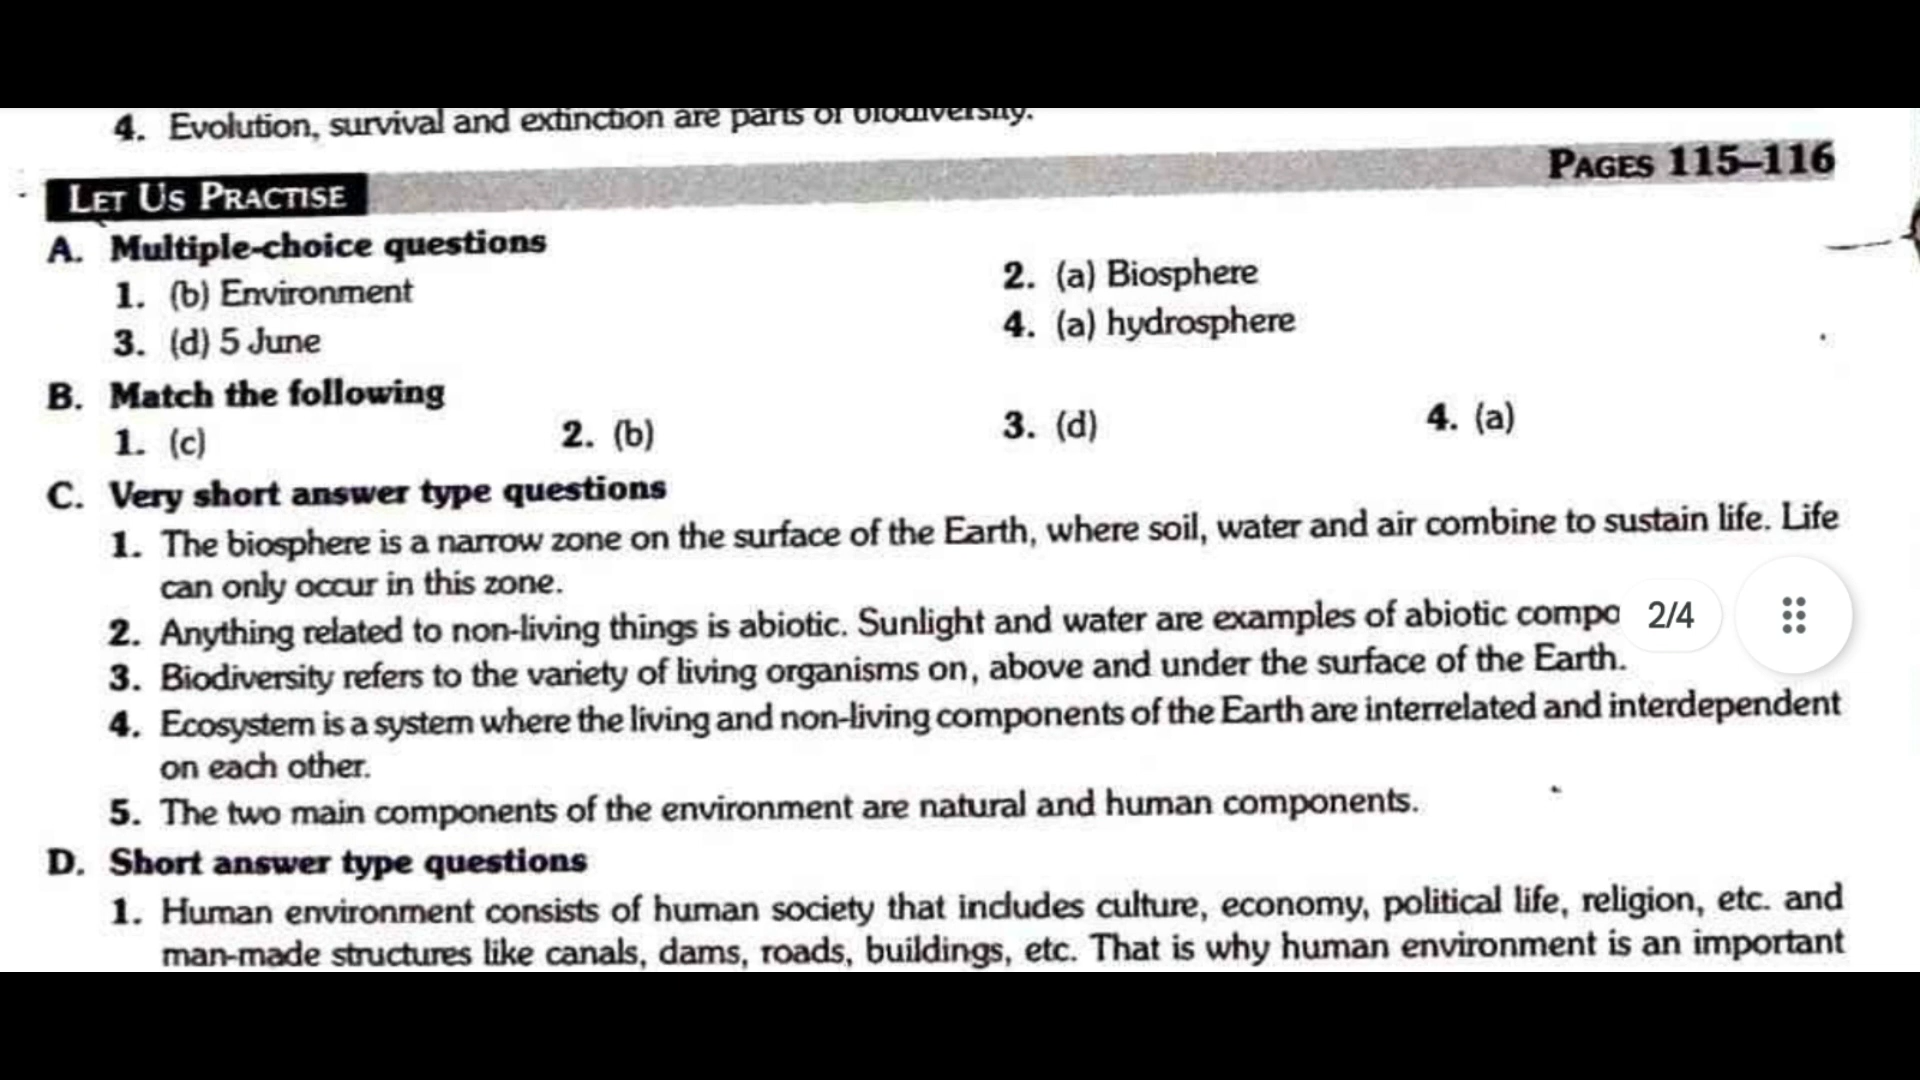 4. Evolution, survival and extinction are parts of biodiversity.
LET US PRACTISE PAGES 115–116
A. Multiple-choice questions
1. (b) Environment 2. (a) Biosphere
3. (d) 5 June 4. (a) hydrosphere
B. Match the following
1. (c) 2. (b) 3. (d) 4. (a)
C. Very short answer type questions
1. The biosphere is a narrow zone on the surface of the Earth, where soil, water and air combine to sustain life. Life
can only occur in this zone.
2. Anything related to non-living things is abiotic. Sunlight and water are examples of abiotic compo 2/4
3. Biodiversity refers to the variety of living organisms on, above and under the surface of the Earth.
4. Ecosystem is a system where the living and non-living components of the Earth are interrelated and interdependent
on each other.
5. The two main components of the environment are natural and human components.
D. Short answer type questions
1. Human environment consists of human society that includes culture, economy, political life, religion, etc. and
man-made structures like canals, dams, roads, buildings, etc. That is why human environment is an important